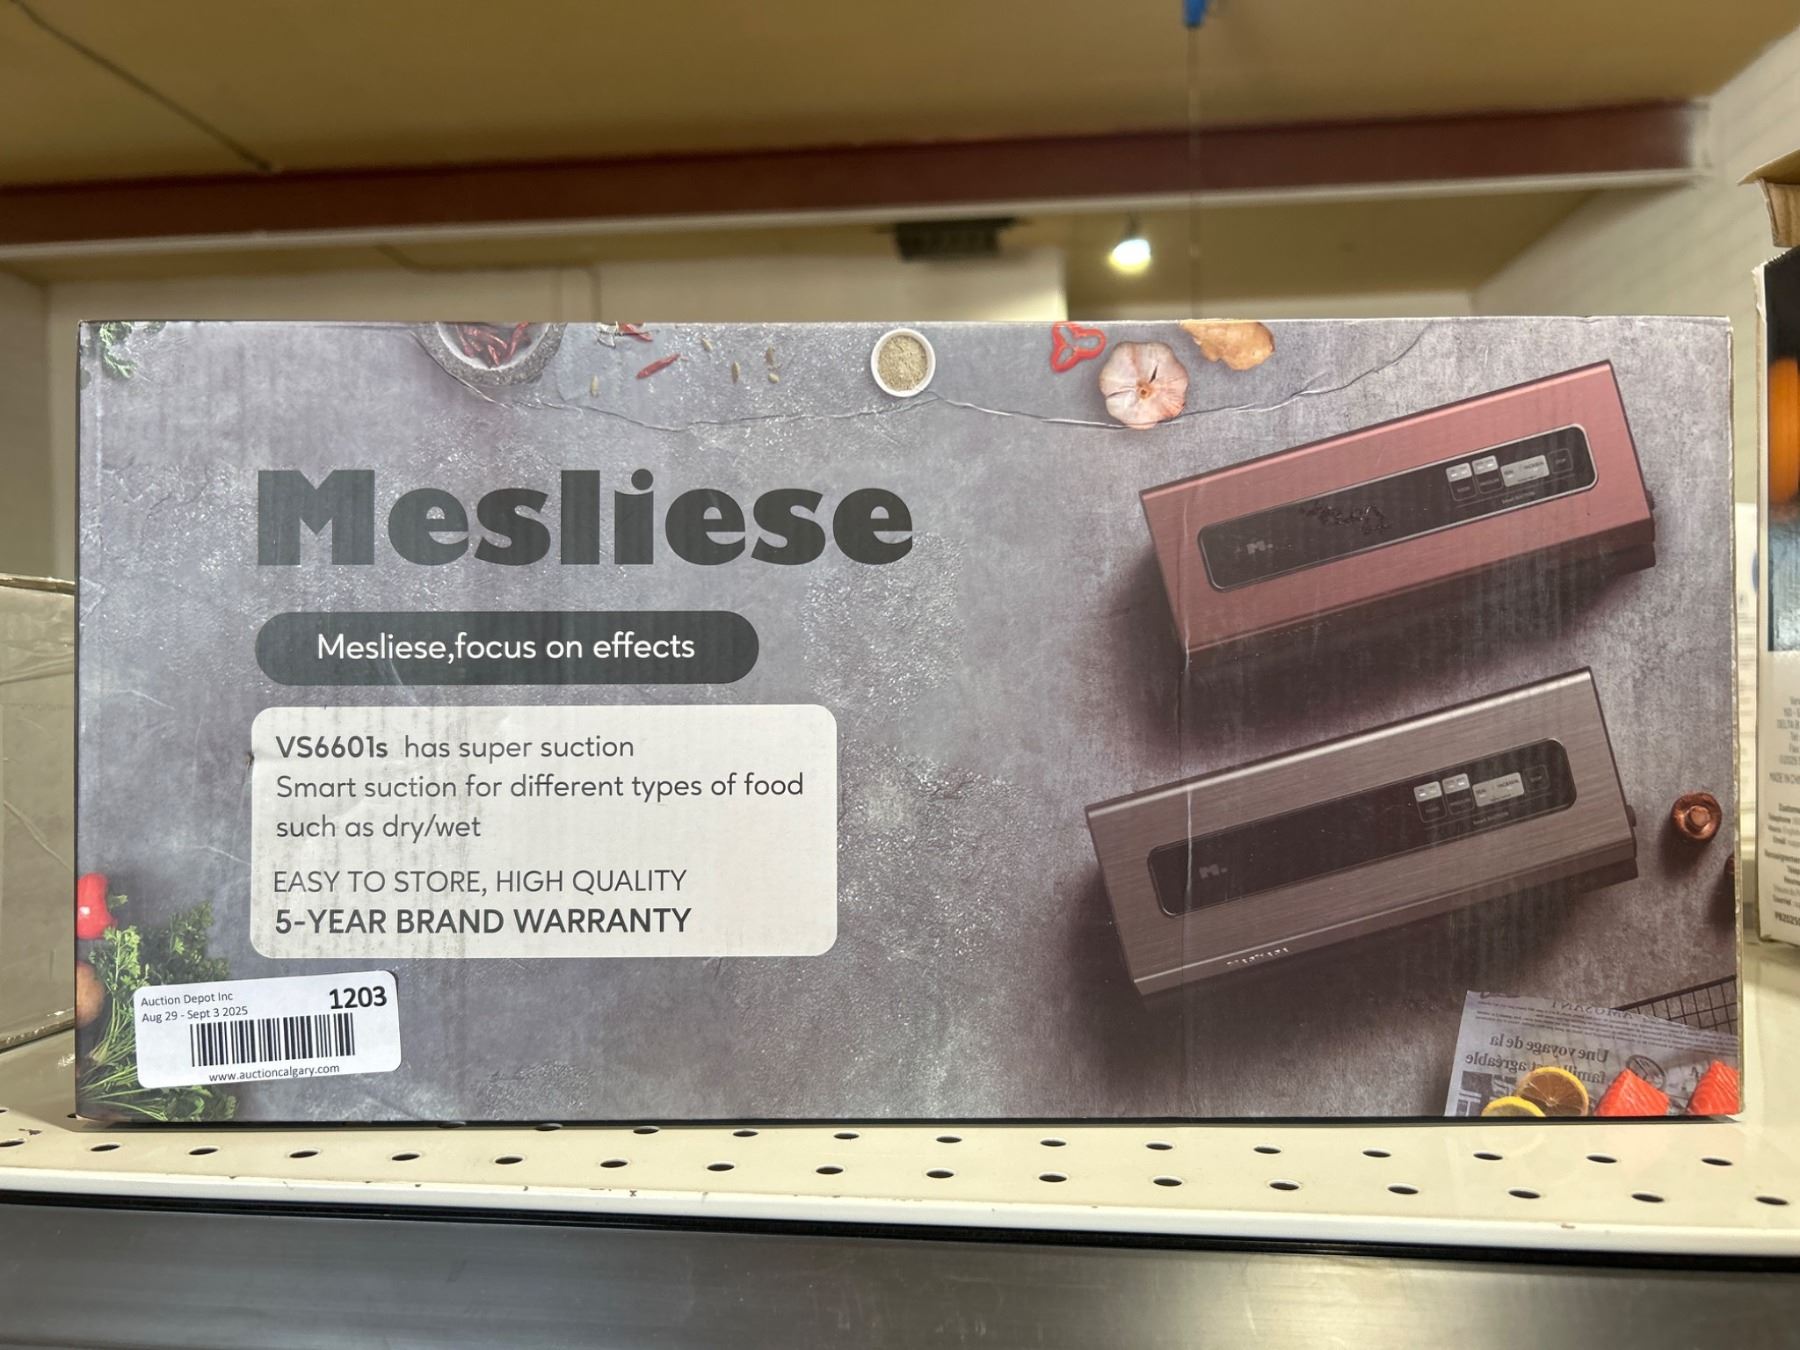 Mesliese
Mesliese,focus on effects
VS6601s has super suction
Smart suction for different types of food
such as dry/wet
EASY TO STORE, HIGH QUALITY
5-YEAR BRAND WARRANTY
Auction Depot Inc
1203
Aug 29 - Sept 3 2025
www.auctioncalgary.com
M.
M.
Une voyage de la